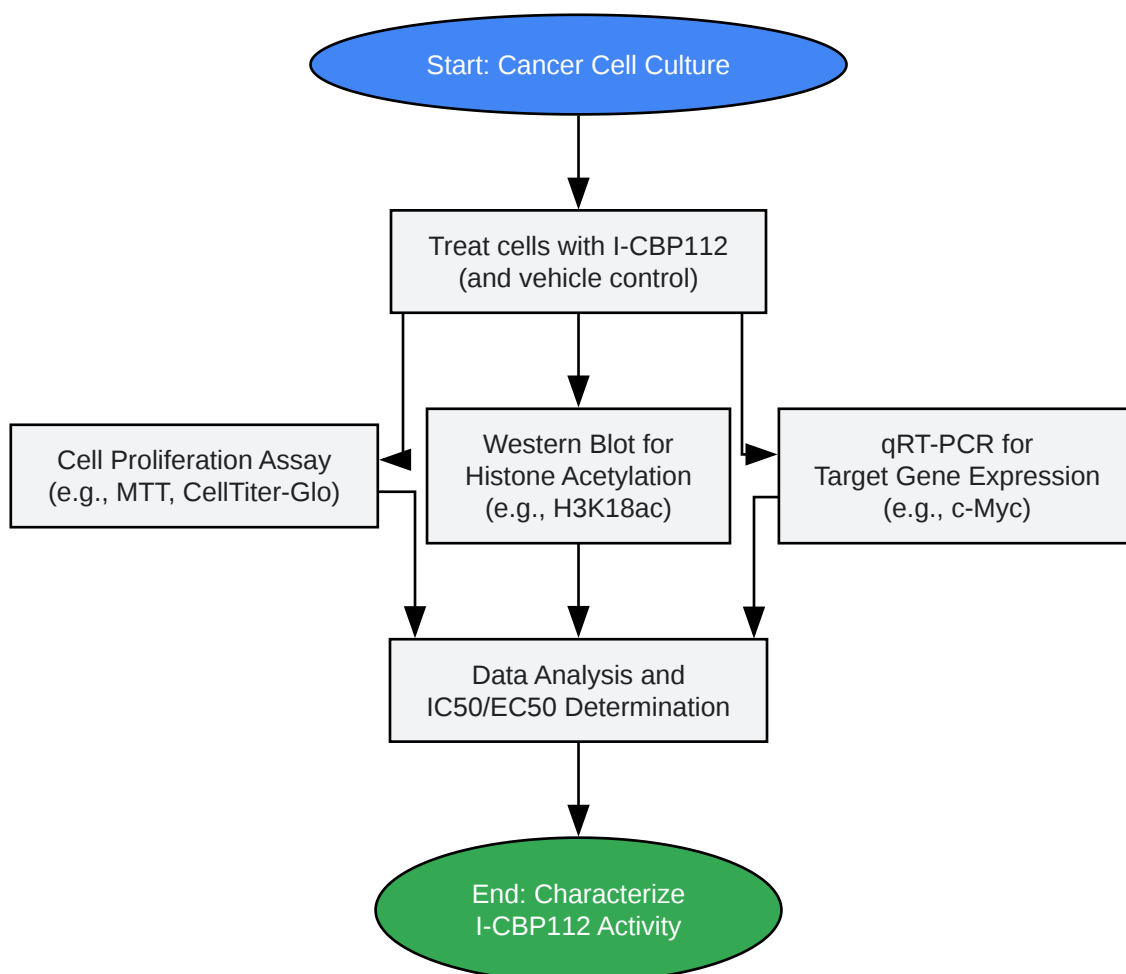 Start: Cancer Cell Culture
Treat cells with I-CBP112
(and vehicle control)
Cell Proliferation Assay
(e.g., MTT, CellTiter-Glo)
Western Blot for
Histone Acetylation
(e.g., H3K18ac)
qRT-PCR for
Target Gene Expression
(e.g., c-Myc)
Data Analysis and
IC50/EC50 Determination
End: Characterize
I-CBP112 Activity